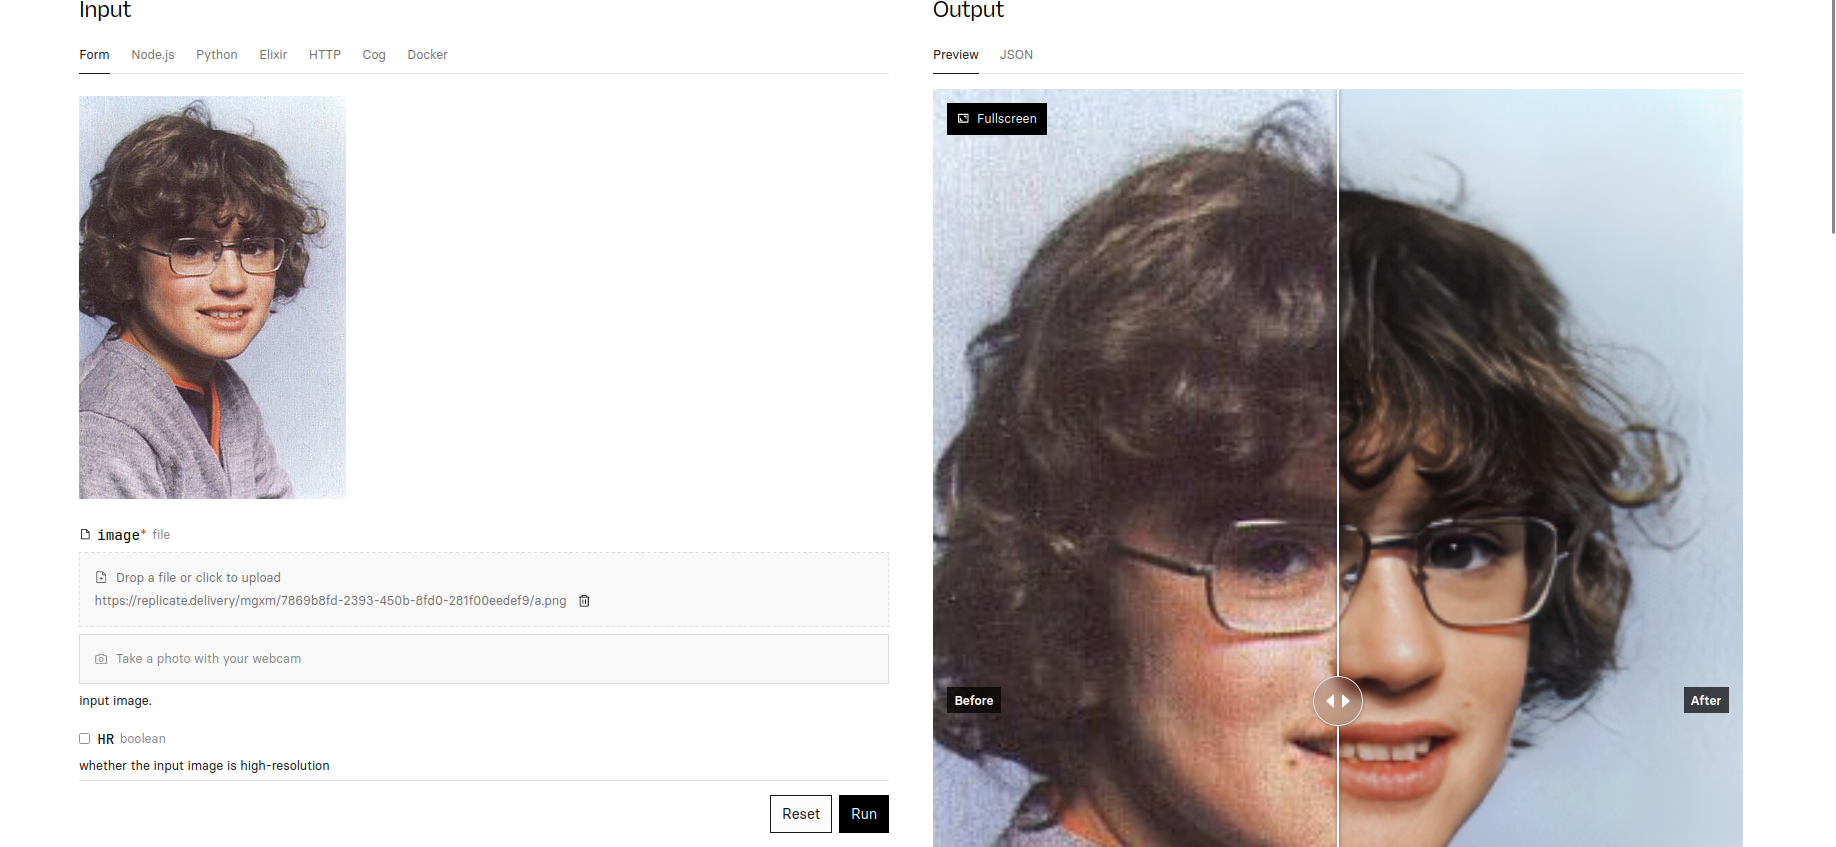 Input
Form Node.js Python Elixir HTTP Cog Docker
image* file
Drop a file or click to upload
https://replicate.delivery/mgxm/7869b8fd-2393-450b-8fd0-281f00eedef9/a.png
Take a photo with your webcam
input image.
HR boolean
whether the input image is high-resolution
Reset Run
Output
Preview JSON
Fullscreen
Before After